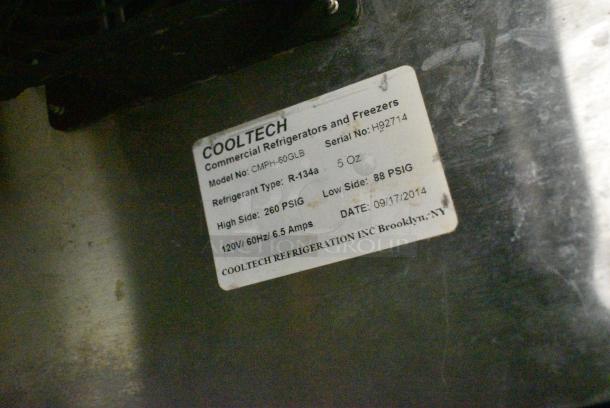 COOLTECH
Commercial Refrigerators and Freezers
Model No: CMPH-60GLB Serial No: H92714
Refrigerant Type: R-134a 5 Oz
High Side: 260 PSIG Low Side: 88 PSIG
120V/ 60Hz/ 6.5 Amps DATE: 09/17/2014
COOLTECH REFRIGERATION INC Brooklyn, NY